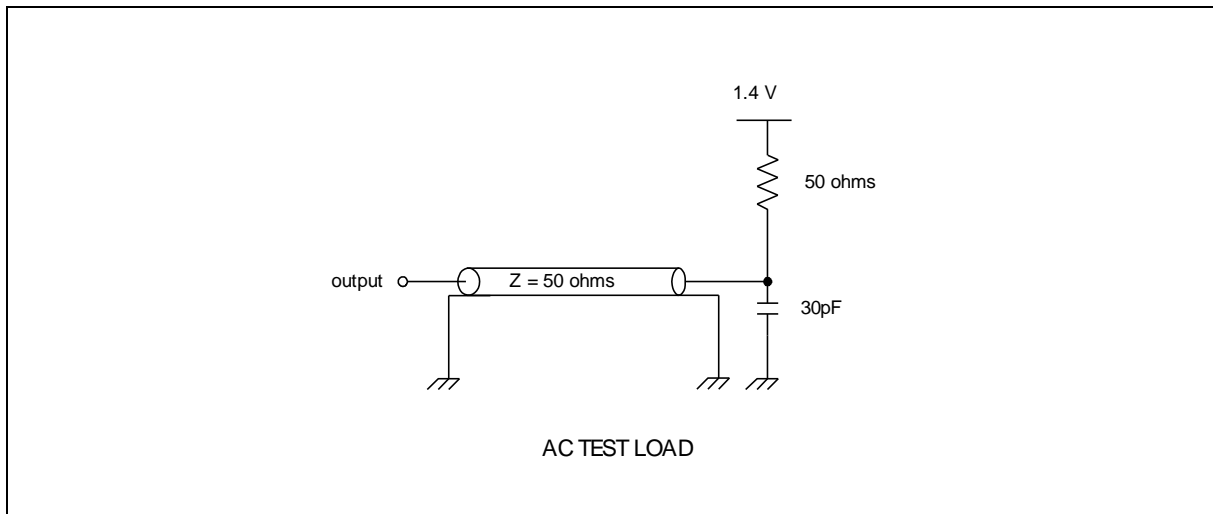 1.4 V
50 ohms
output
Z = 50 ohms
30pF
AC TEST LOAD